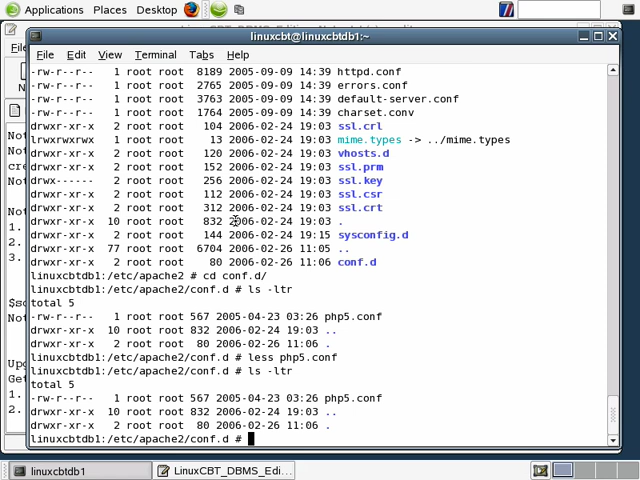 Applications Places Desktop
linuxcbt@linuxcbtdb1:~
File Edit View Terminal Tabs Help
-rw-r--r-- 1 root root 8189 2005-09-09 14:39 httpd.conf
-rw-r--r-- 1 root root 2765 2005-09-09 14:39 errors.conf
-rw-r--r-- 1 root root 3763 2005-09-09 14:39 default-server.conf
-rw-r--r-- 1 root root 1764 2005-09-09 14:39 charset.conv
drwxr-xr-x 2 root root 104 2006-02-24 19:03 ssl.crl
lrwxrwxrwx 1 root root 13 2006-02-24 19:03 mime.types -> ../mime.types
drwxr-xr-x 2 root root 120 2006-02-24 19:03 vhosts.d
drwxr-xr-x 2 root root 152 2006-02-24 19:03 ssl.prm
drwx------ 2 root root 256 2006-02-24 19:03 ssl.key
drwxr-xr-x 2 root root 112 2006-02-24 19:03 ssl.csr
drwxr-xr-x 2 root root 312 2006-02-24 19:03 ssl.crt
drwxr-xr-x 10 root root 832 2006-02-24 19:03 .
drwxr-xr-x 2 root root 144 2006-02-24 19:15 sysconfig.d
drwxr-xr-x 77 root root 6704 2006-02-26 11:05 ..
drwxr-xr-x 2 root root 80 2006-02-26 11:06 conf.d
linuxcbtdb1:/etc/apache2 # cd conf.d/
linuxcbtdb1:/etc/apache2/conf.d # ls -ltr
total 5
-rw-r--r-- 1 root root 567 2005-04-23 03:26 php5.conf
drwxr-xr-x 10 root root 832 2006-02-24 19:03 ..
drwxr-xr-x 2 root root 80 2006-02-26 11:06 .
linuxcbtdb1:/etc/apache2/conf.d # less php5.conf
linuxcbtdb1:/etc/apache2/conf.d # ls -ltr
total 5
-rw-r--r-- 1 root root 567 2005-04-23 03:26 php5.conf
drwxr-xr-x 10 root root 832 2006-02-24 19:03 ..
drwxr-xr-x 2 root root 80 2006-02-26 11:06 .
linuxcbtdb1:/etc/apache2/conf.d #
linuxcbtdb1
LinuxCBT_DBMS_Edi...